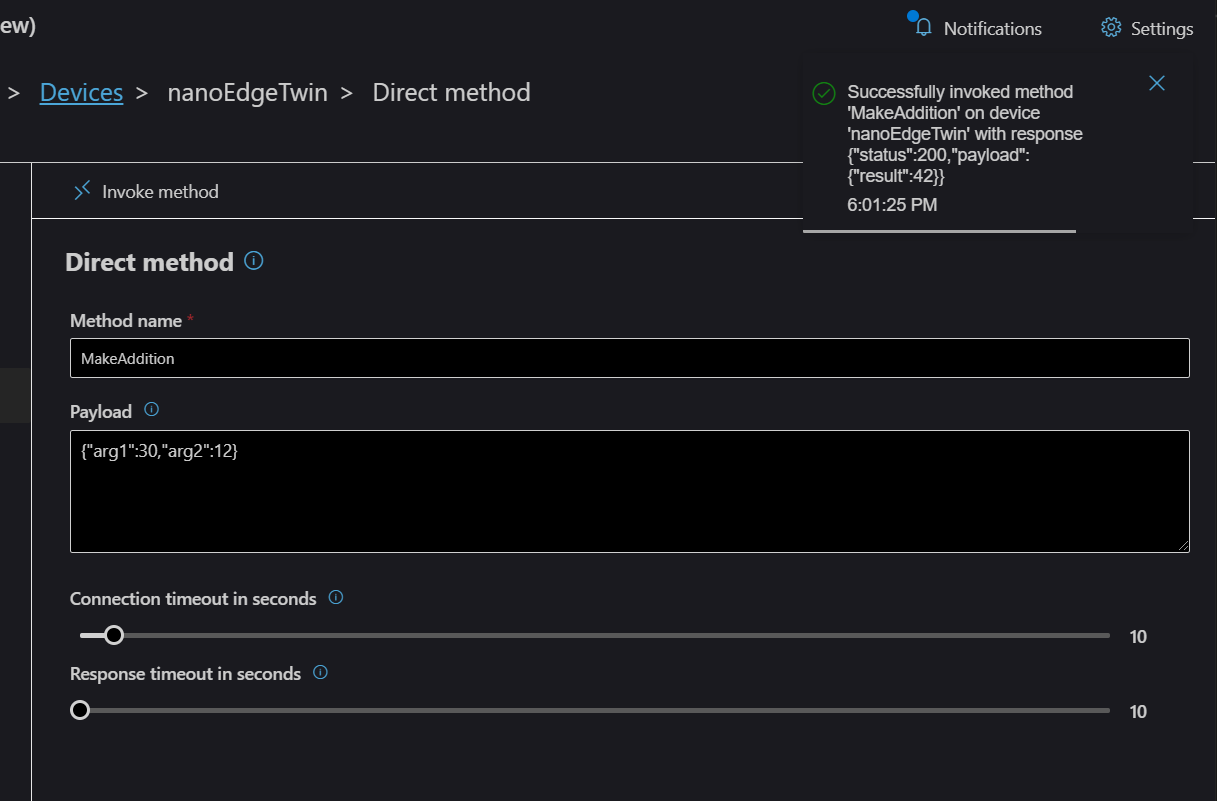 ew)
Notifications
Settings
> Devices > nanoEdgeTwin > Direct method
Successfully invoked method
'MakeAddition' on device
'nanoEdgeTwin' with response
{"status":200,"payload":
{"result":42}}
6:01:25 PM
Invoke method
Direct method
Method name *
MakeAddition
Payload
{"arg1":30,"arg2":12}
Connection timeout in seconds
10
Response timeout in seconds
10